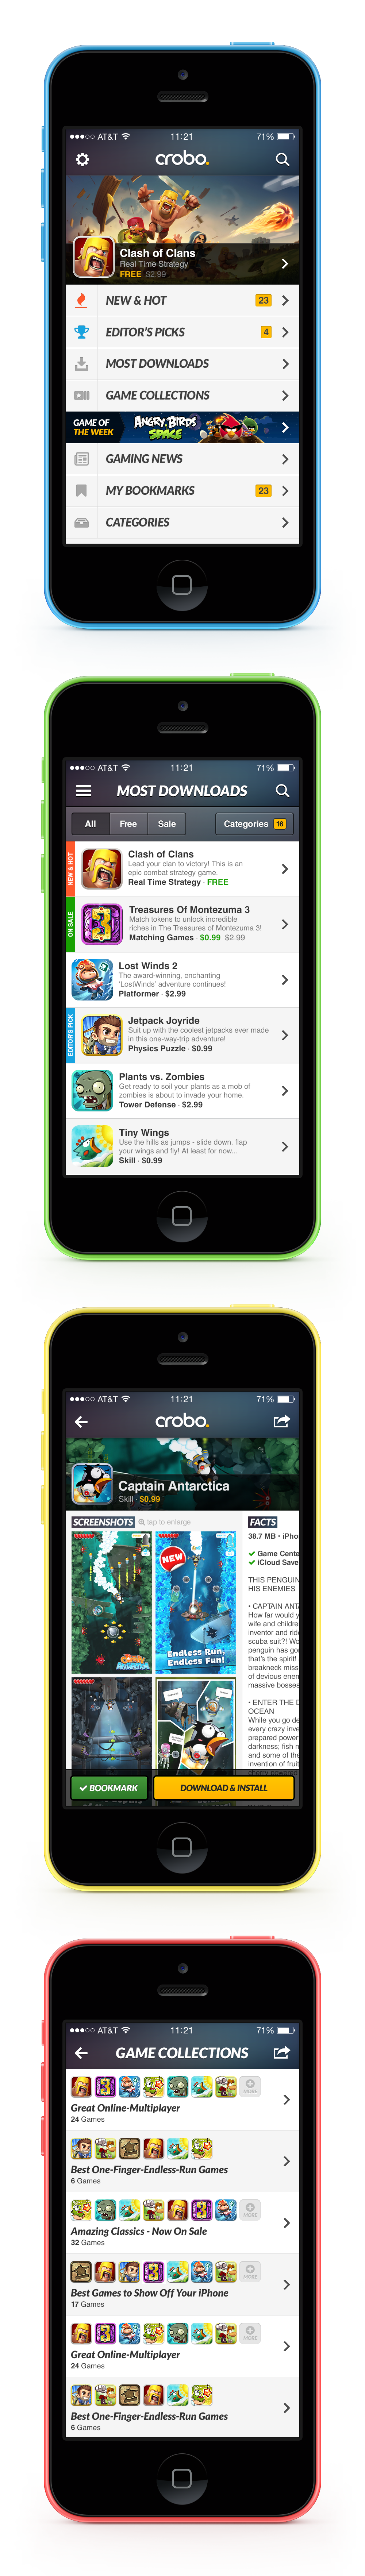 AT&T 11:21 71%
crobo.
Clash of Clans
Real Time Strategy
FREE $2.99
NEW & HOT 23
EDITOR'S PICKS 4
MOST DOWNLOADS
GAME COLLECTIONS
GAME OF
THE WEEK
ANGRY BIRDS
SPACE
GAMING NEWS
MY BOOKMARKS 23
CATEGORIES
AT&T 11:21 71%
MOST DOWNLOADS
All Free Sale Categories 16
NEW & HOT
Clash of Clans
Lead your clan to victory! This is an
epic combat strategy game.
Real Time Strategy · FREE
ON SALE
Treasures Of Montezuma 3
Match tokens to unlock incredible
riches in The Treasures of Montezuma 3!
Matching Games · $0.99 $2.99
Lost Winds 2
The award-winning, enchanting
'LostWinds' adventure continues!
Platformer · $2.99
EDITOR'S PICK
Jetpack Joyride
Suit up with the coolest jetpacks ever made
in this one-way-trip adventure!
Physics Puzzle · $0.99
Plants vs. Zombies
Get ready to soil your plants as a mob of
zombies is about to invade your home.
Tower Defense · $2.99
Tiny Wings
Use the hills as jumps - slide down, flap
your wings and fly! At least for now...
Skill · $0.99
AT&T 11:21 71%
crobo.
Captain Antarctica
Skill · $0.99
SCREENSHOTS tap to enlarge
NEW
Endless Run,
Endless Fun!
FACTS
38.7 MB · iPho
Game Cente
iCloud Save
THIS PENGUIN
HIS ENEMIES
· CAPTAIN ANTA
How far would y
wife and childre
inventor and ride
scuba suit?! Wo
penguin has go
that's the spirit!
breakneck miss
of devious enem
massive bosses
· ENTER THE D
OCEAN
While you go de
every crazy inve
prepared power
darkness; fish n
and some of the
invention of fruit
BOOKMARK
DOWNLOAD & INSTALL
AT&T 11:21 71%
GAME COLLECTIONS
MORE
Great Online-Multiplayer
24 Games
Best One-Finger-Endless-Run Games
6 Games
MORE
Amazing Classics - Now On Sale
32 Games
MORE
Best Games to Show Off Your iPhone
17 Games
MORE
Great Online-Multiplayer
24 Games
Best One-Finger-Endless-Run Games
6 Games